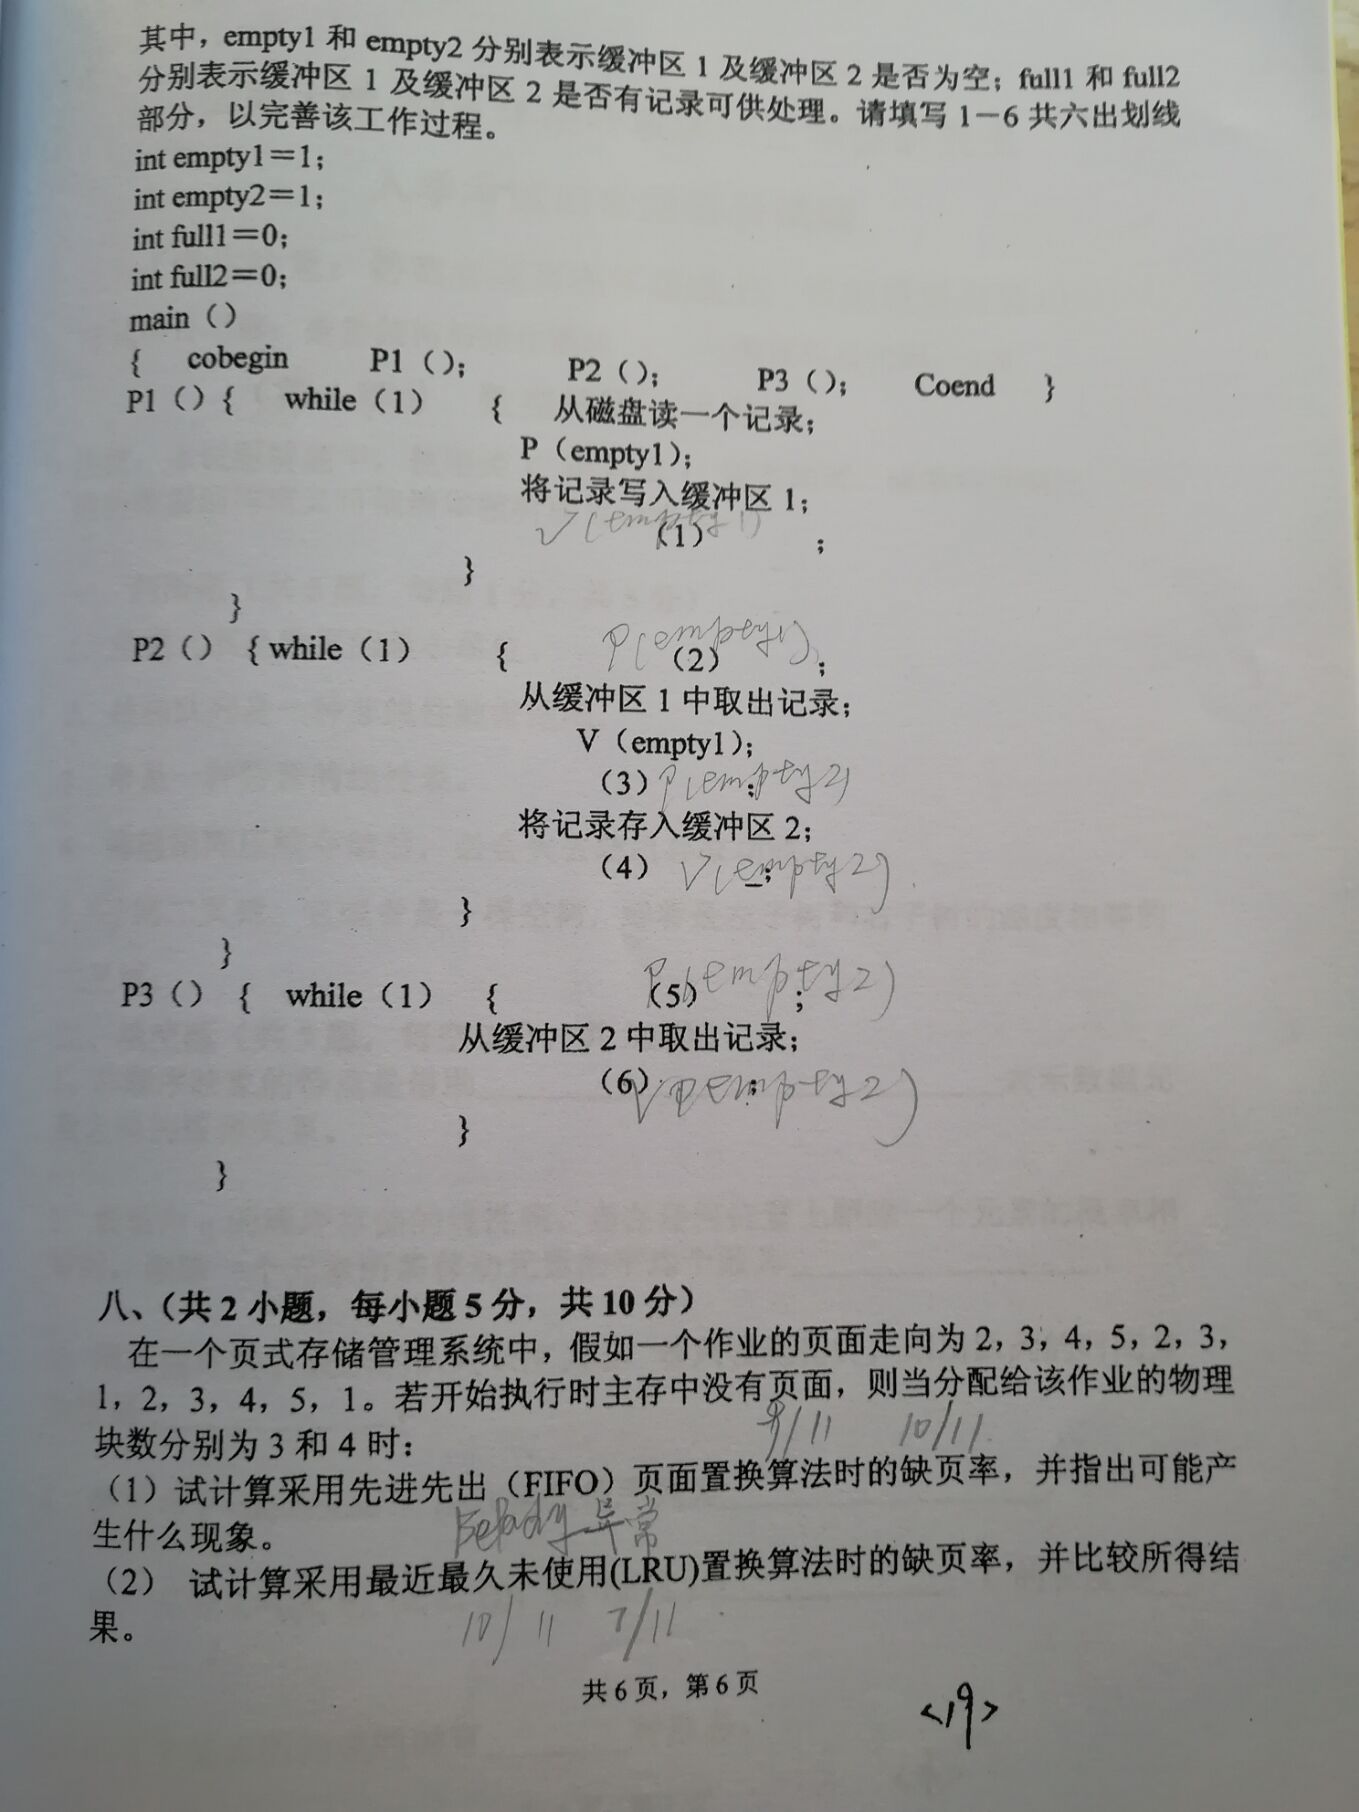 其中，empty1 和 empty2 分别表示缓冲区 1 及缓冲区 2 是否为空；full1 和 full2
分别表示缓冲区 1 及缓冲区 2 是否有记录可供处理。请填写 1－6 共六出划线
部分，以完善该工作过程。
int empty1＝1；
int empty2＝1；
int full1＝0；
int full2＝0；
main（）
{ cobegin P1（）； P2（）； P3（）； Coend }
P1（）{ while（1） { 从磁盘读一个记录；
P（empty1）；
将记录写入缓冲区 1；
V(empty1)
（1） ；
}
}
P(empty1)
P2（） { while（1） { （2） ；
从缓冲区 1 中取出记录；
V（empty1）；
（3） ； P(empty2)
将记录存入缓冲区 2；
（4） ； V(empty2)
}
}
P(empty2)
P3（） { while（1） { （5） ；
从缓冲区 2 中取出记录；
（6） ； V(empty2)
}
}
八、（共 2 小题，每小题 5 分，共 10 分）
在一个页式存储管理系统中，假如一个作业的页面走向为 2，3，4，5，2，3，
1，2，3，4，5，1。若开始执行时主存中没有页面，则当分配给该作业的物理
块数分别为 3 和 4 时：
9/11 10/11
（1）试计算采用先进先出（FIFO）页面置换算法时的缺页率，并指出可能产
生什么现象。
Belady异常
（2） 试计算采用最近最久未使用(LRU)置换算法时的缺页率，并比较所得结
果。
10/11 7/11
共 6 页，第 6 页
<19>